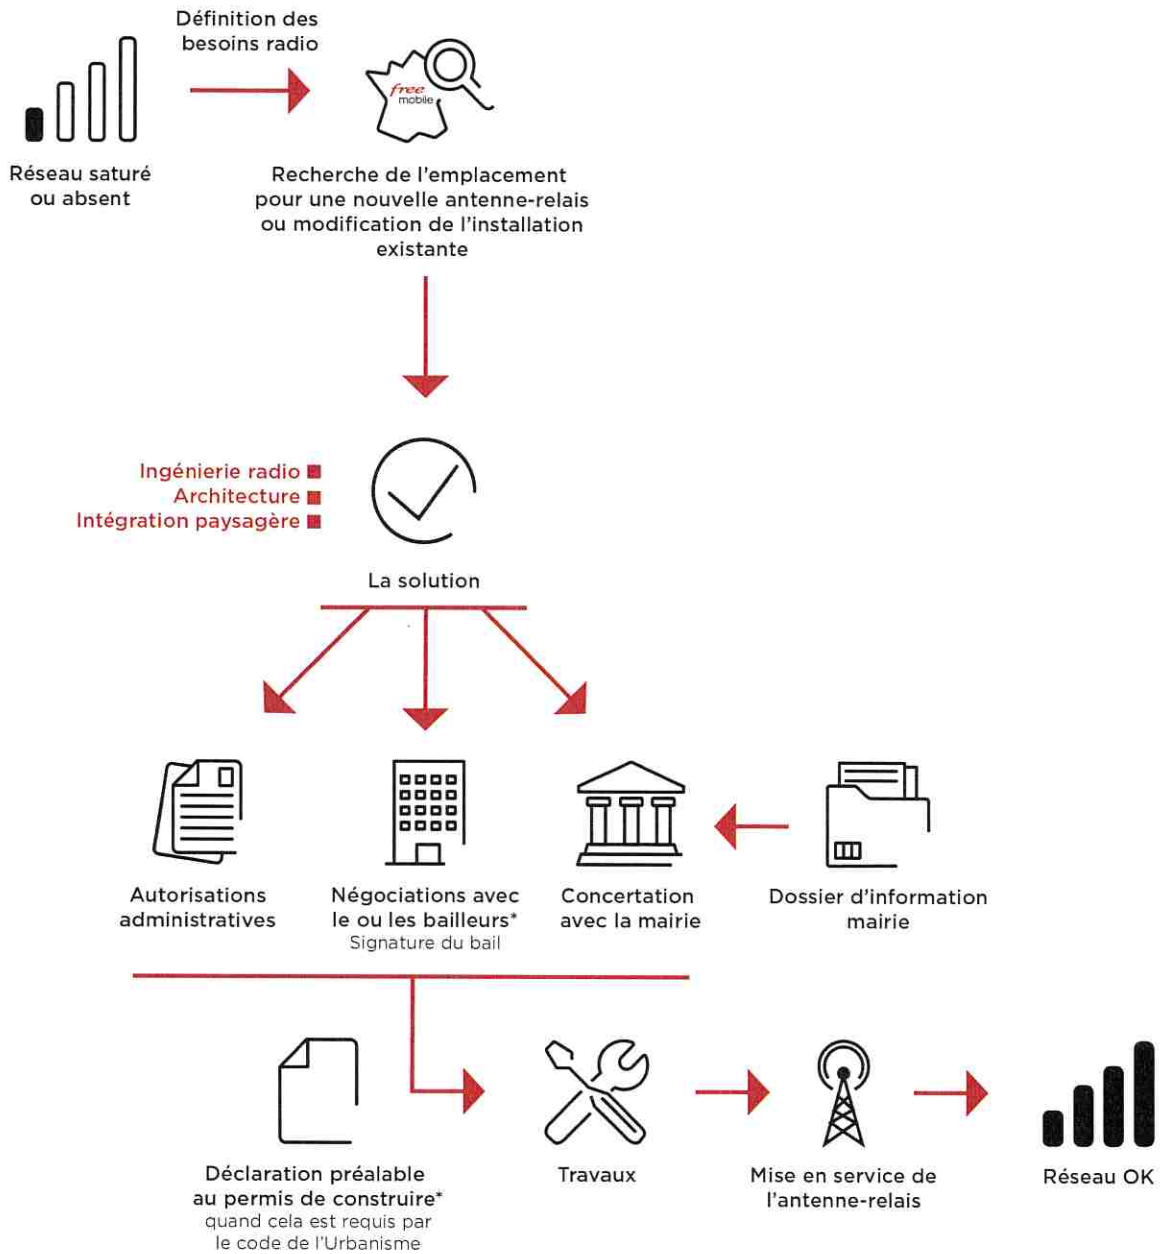 Définition des
besoins radio
free
mobile
Réseau saturé
ou absent
Recherche de l'emplacement
pour une nouvelle antenne-relais
ou modification de l'installation
existante
Ingénierie radio
Architecture
Intégration paysagère
La solution
Autorisations
administratives
Négociations avec
le ou les bailleurs*
Signature du bail
Concertation
avec la mairie
Dossier d'information
mairie
Déclaration préalable
au permis de construire*
quand cela est requis par
le code de l'Urbanisme
Travaux
Mise en service de
l'antenne-relais
Réseau OK